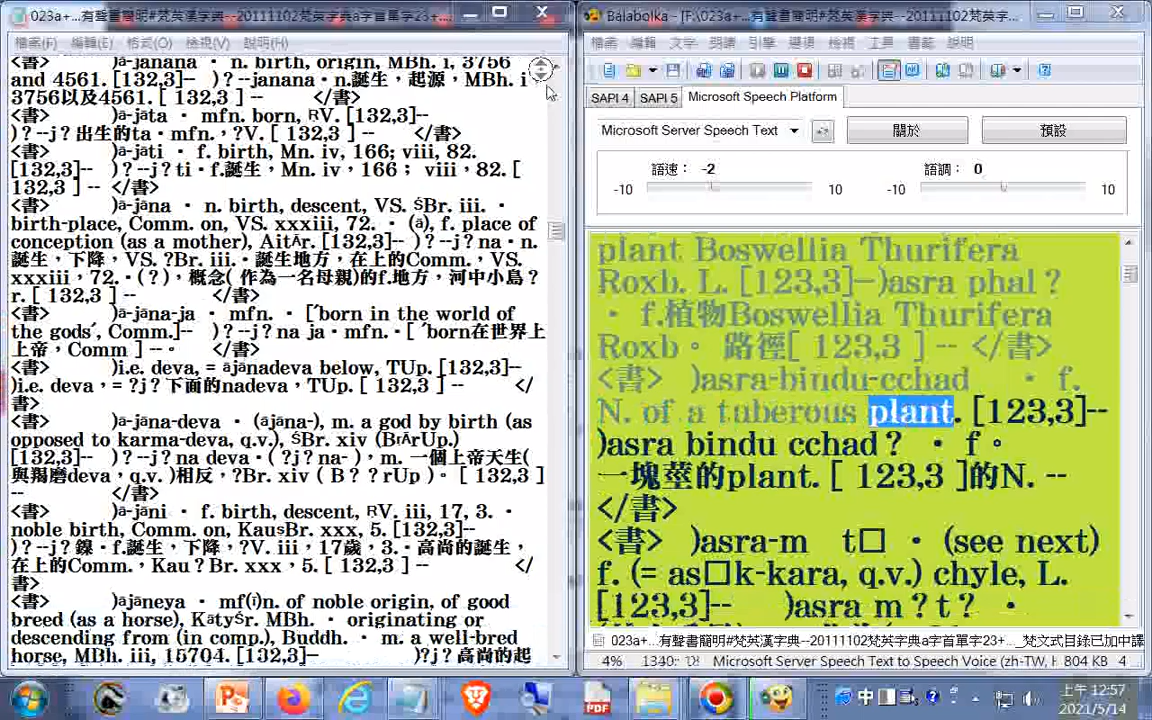 023a+...有聲書簡明#梵英漢字典--20111102梵英字典a字首單字23+...
檔案(F) 編輯(E) 格式(O) 檢視(V) 說明(H)
<書> )ā-janana • n. birth, origin, MBh. i, 3756
and 4561. [132,3]-- )?--janana•n.誕生，起源，MBh. i
3756以及4561. [ 132,3 ] -- </書>
<書> )ā-jāta • mfn. born, RV. [132,3]--
)?--j?出生的ta•mfn.，?V. [ 132,3 ] </書>
<書> )ā-jāti • f. birth, Mn. iv, 166; viii, 82.
[132,3]-- )?--j?ti•f.誕生，Mn. iv，166； viii，82. [
132,3 ] -- </書>
<書> )ā-jāna • n. birth, descent, VS. ŚBr. iii. •
birth-place, Comm. on, VS. xxxiii, 72. • (ā), f. place of
conception (as a mother), AitĀr. [132,3]-- )?--j?na•n.
誕生，下降，VS. ?Br. iii.•誕生地方，在上的Comm.，VS.
xxxiii，72.•(？)，概念( 作為一名母親)的f.地方，河中小島？
r. [ 132,3 ] </書>
<書> )ā-jāna-ja • mfn. • ['born in the world of
the gods', Comm.] )?--j?na ja•mfn.•[ 'born在世界上
上帝，Comm ] --。 </書>
<書> )i.e. deva, = ājānadeva below, TUp. [132,3]--
)i.e. deva，= ?j?下面的nadeva，TUp. [ 132,3 ] </
書>
<書> )ā-jāna-deva • (ājāna-), m. a god by birth (as
opposed to karma-deva, q.v.), ŚBr. xiv (BṛĀrUp.)
[132,3]-- )?--j?na deva•(?j?na-)，m. 一個上帝天生(
與羯磨deva，q.v. )相反，?Br. xiv ( B？？rUp )。 [ 132,3 ]
-- </書>
<書> )ā-jāni • f. birth, descent, RV. iii, 17, 3. •
noble birth, Comm. on, KausBr. xxx, 5. [132,3]--
)?--j?鎳•f.誕生，下降，?V. iii，17歲，3.•高尚的誕生，
在上的Comm.，Kau？Br. xxx，5. [ 132,3 ] </
書>
<書> )ājāneya • mf(ī)n. of noble origin, of good
breed (as a horse), KātyŚr. MBh. • originating or
descending from (in comp.), Buddh. • m. a well-bred
horse, MBh. iii, 15704. [132,3]-- )?j?高尚的起
Balabolka - [F:\023a+...有聲書簡明#梵英漢字典--20111102梵英字...
檔案 編輯 文字 朗讀 引擎 選項 檢視 工具 書籤 說明
SAPI 4 SAPI 5 Microsoft Speech Platform
Microsoft Server Speech Text 關於 預設
語速： -2 語調： 0
-10 10 -10 10
plant Boswellia Thurifera
Roxb. L. [123,3]--)asra phal？
• f.植物Boswellia Thurifera
Roxb。 路徑[ 123,3 ] -- </書>
<書> )asra-bindu-cchad • f.
N. of a tuberous plant. [123,3]--
)asra bindu cchad？ • f。
一塊莖的plant. [ 123,3 ]的N. --
</書>
<書> )asra-m t□ • (see next)
f. (= as□k-kara, q.v.) chyle, L.
[123,3]-- )asra m？t？ •
023a+...有聲書簡明#梵英漢字典--20111102梵英字典a字首單字23+..._梵文式目錄已加中譯
4% Microsoft Server Speech Text to Speech Voice (zh-TW, H 804 KB 4
中
上午 12:57
2021/5/14